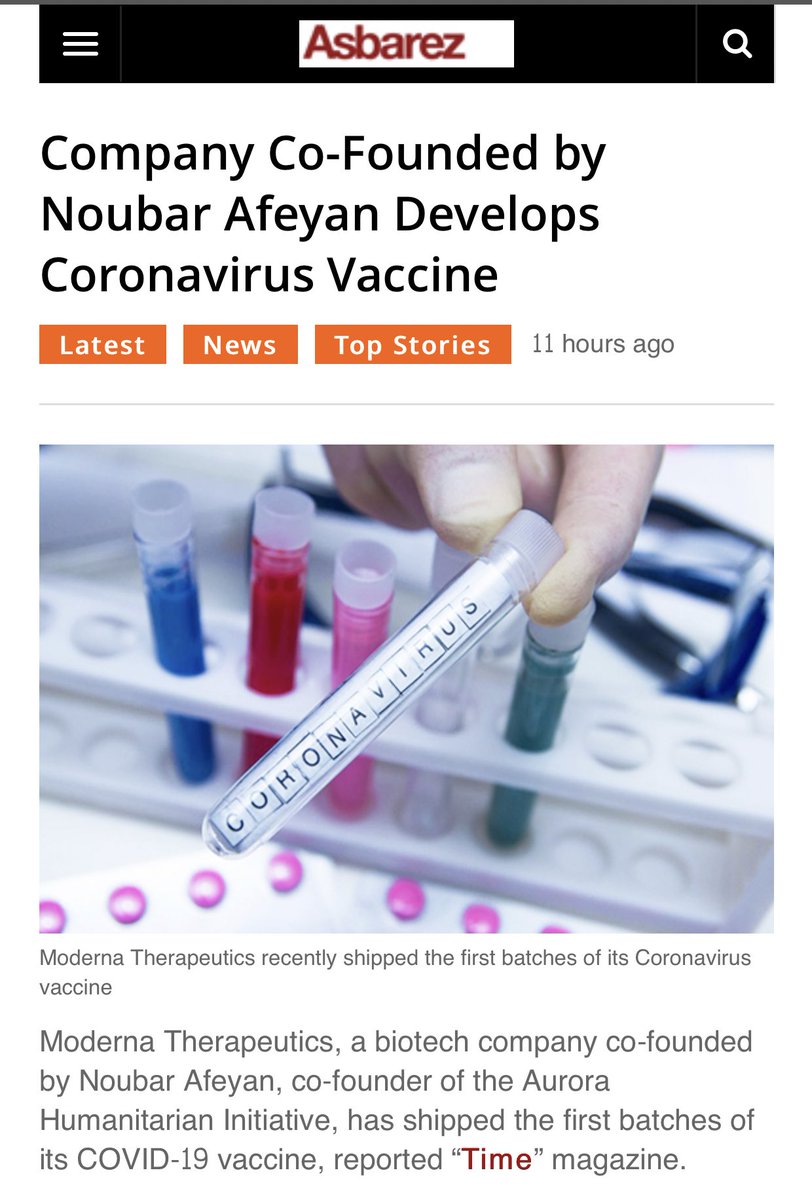 Asbarez
Company Co-Founded by
Noubar Afeyan Develops
Coronavirus Vaccine
Latest News Top Stories 11 hours ago
CORONAVIRUS
Moderna Therapeutics recently shipped the first batches of its Coronavirus
vaccine
Moderna Therapeutics, a biotech company co-founded
by Noubar Afeyan, co-founder of the Aurora
Humanitarian Initiative, has shipped the first batches of
its COVID-19 vaccine, reported “Time” magazine.